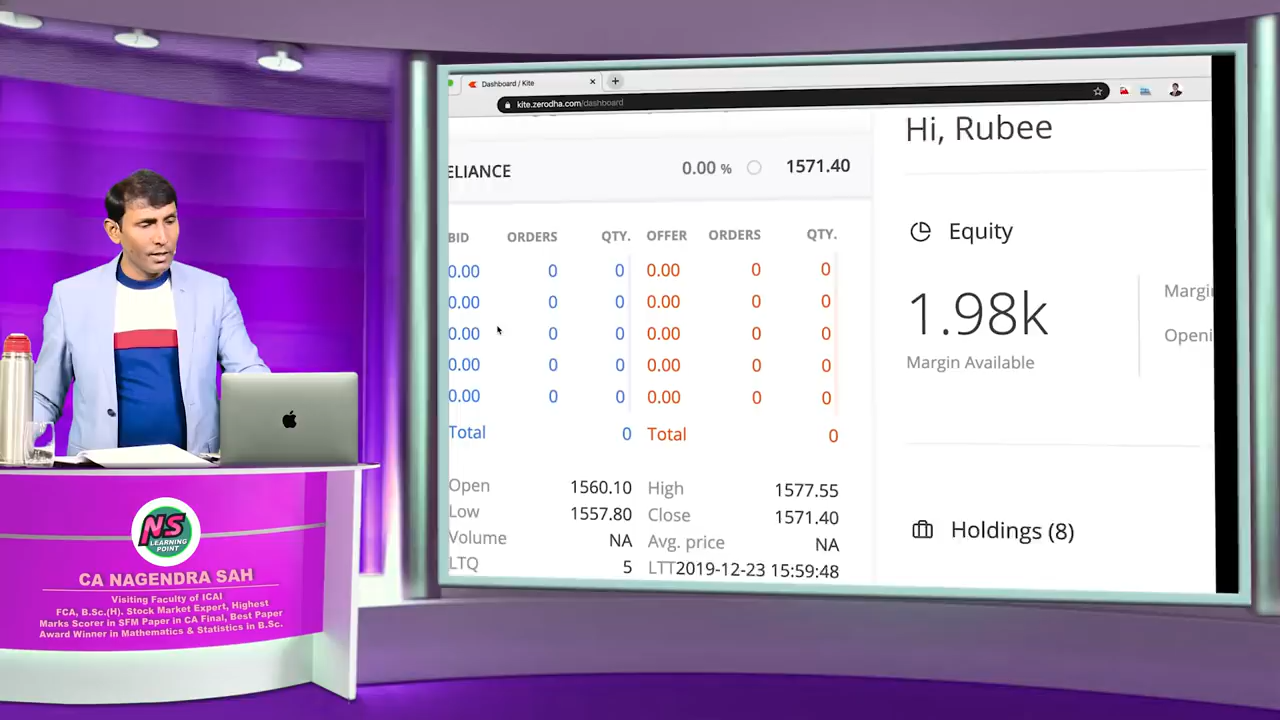 Dashboard / Kite
kite.zerodha.com/dashboard
ELIANCE 0.00 % 1571.40
BID ORDERS QTY. OFFER ORDERS QTY.
0.00 0 0 0.00 0 0
0.00 0 0 0.00 0 0
0.00 0 0 0.00 0 0
0.00 0 0 0.00 0 0
0.00 0 0 0.00 0 0
Total 0 Total 0
Open 1560.10 High 1577.55
Low 1557.80 Close 1571.40
Volume NA Avg. price NA
LTQ 5 LTT2019-12-23 15:59:48
Hi, Rubee
Equity
1.98k
Margin Available
Margi
Openi
Holdings (8)
NS
LEARNING
POINT
CA NAGENDRA SAH
Visiting Faculty of ICAI
FCA, B.Sc.(H). Stock Market Expert, Highest
Marks Scorer in SFM Paper in CA Final, Best Paper
Award Winner in Mathematics & Statistics in B.Sc.